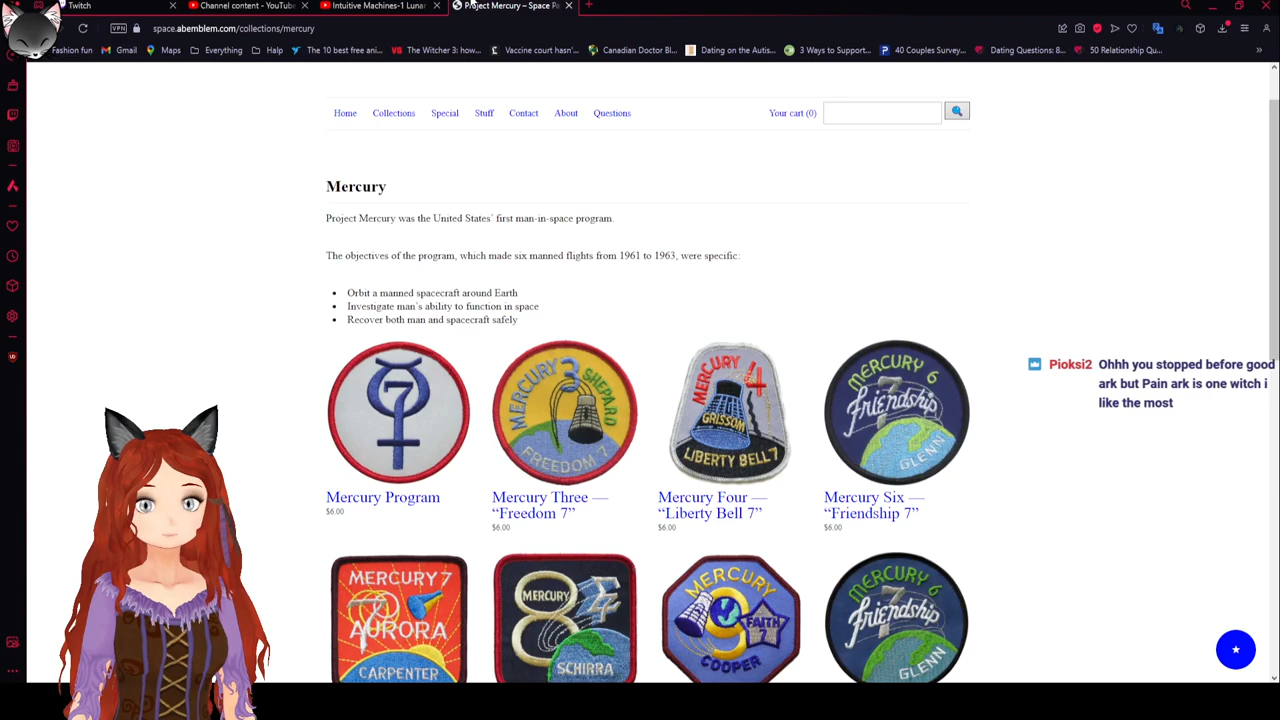 Twitch
Channel content - YouTube
Intuitive Machines-1 Lunar
Project Mercury – Space Pa
VPN
space.abemblem.com/collections/mercury
Fashion fun
Gmail
Maps
Everything
Halp
The 10 best free ani...
The Witcher 3: how...
Vaccine court hasn'...
Canadian Doctor Bl...
Dating on the Autis...
3 Ways to Support...
40 Couples Survey...
Dating Questions: 8...
50 Relationship Qu...
Home
Collections
Special
Stuff
Contact
About
Questions
Your cart (0)
Mercury
Project Mercury was the United States' first man-in-space program.
The objectives of the program, which made six manned flights from 1961 to 1963, were specific:
• Orbit a manned spacecraft around Earth
• Investigate man's ability to function in space
• Recover both man and spacecraft safely
7
MERCURY 3 SHEPARD
FREEDOM 7
MERCURY 4
GRISSOM
LIBERTY BELL 7
MERCURY 6
7
Friendship
GLENN
Mercury Program
$6.00
Mercury Three —
“Freedom 7”
$6.00
Mercury Four —
“Liberty Bell 7”
$6.00
Mercury Six —
“Friendship 7”
$6.00
MERCURY 7
7
AURORA
CARPENTER
MERCURY
8
SCHIRRA
MERCURY
9
FAITH
7
COOPER
MERCURY 6
7
Friendship
GLENN
Pioksi2 Ohhh you stopped before good
ark but Pain ark is one witch i
like the most